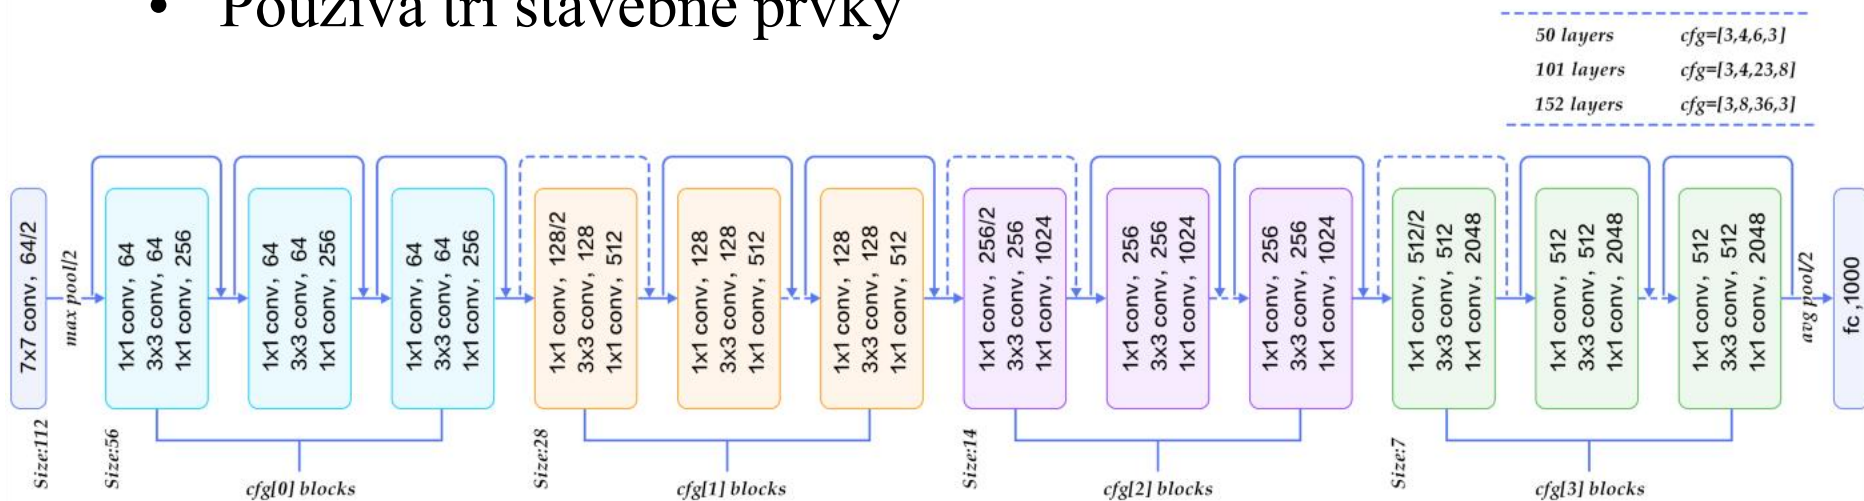 • Používa tri stavebné prvky
50 layers cfg=[3,4,6,3]
101 layers cfg=[3,4,23,8]
152 layers cfg=[3,8,36,3]
7x7 conv, 64/2
max pool/2
1x1 conv, 64
3x3 conv, 64
1x1 conv, 256
1x1 conv, 64
3x3 conv, 64
1x1 conv, 256
1x1 conv, 64
3x3 conv, 64
1x1 conv, 256
1x1 conv, 128/2
3x3 conv, 128
1x1 conv, 512
1x1 conv, 128
3x3 conv, 128
1x1 conv, 512
1x1 conv, 128
3x3 conv, 128
1x1 conv, 512
1x1 conv, 256/2
3x3 conv, 256
1x1 conv, 1024
1x1 conv, 256
3x3 conv, 256
1x1 conv, 1024
1x1 conv, 256
3x3 conv, 256
1x1 conv, 1024
1x1 conv, 512/2
3x3 conv, 512
1x1 conv, 2048
1x1 conv, 512
3x3 conv, 512
1x1 conv, 2048
1x1 conv, 512
3x3 conv, 512
1x1 conv, 2048
avg pool/2
fc ,1000
Size:112
Size:56
cfg[0] blocks
Size:28
cfg[1] blocks
Size:14
cfg[2] blocks
Size:7
cfg[3] blocks